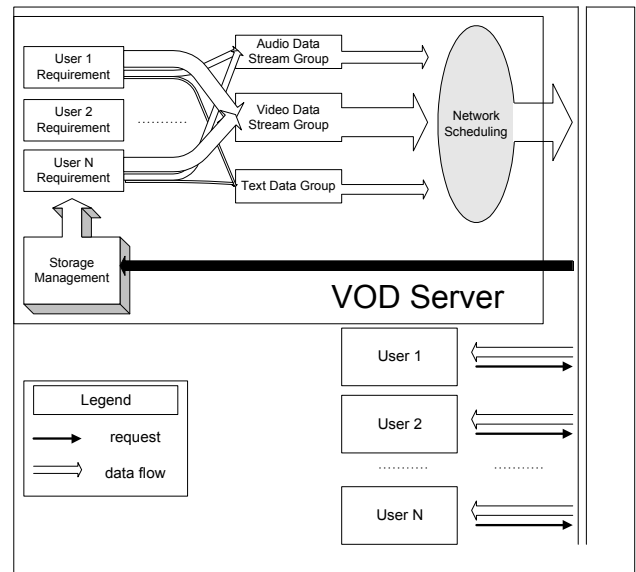 User 1
Requirement
User 2
Requirement
..........
User N
Requirement
Audio Data
Stream Group
Video Data
Stream Group
Text Data Group
Network
Scheduling
Storage
Management
VOD Server
User 1
User 2
.......... ..........
User N
Legend
request
data flow